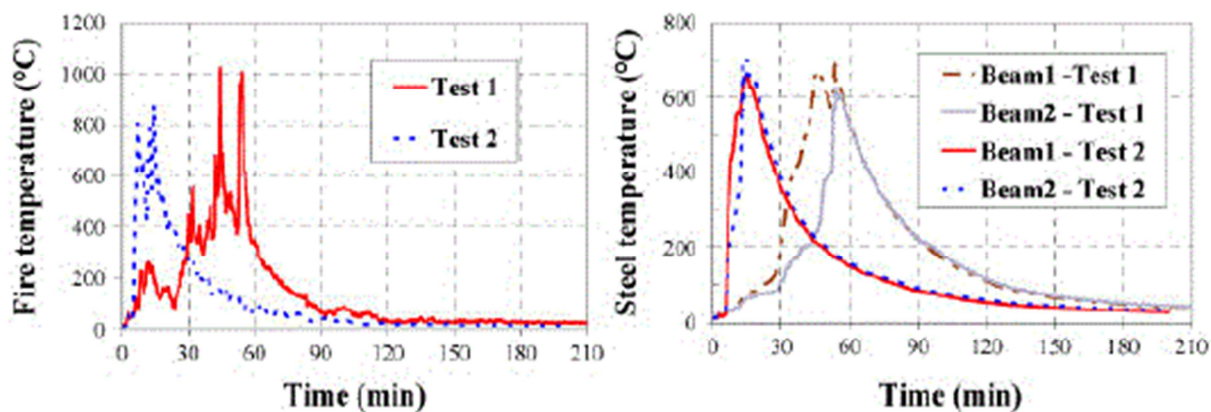 Fire temperature (°C)
1200
1000
800
600
400
200
0
Test 1
Test 2
0 30 60 90 120 150 180 210
Time (min)
Steel temperature (°C)
800
600
400
200
0
Beam1 - Test 1
Beam2 - Test 1
Beam1 - Test 2
Beam2 - Test 2
0 30 60 90 120 150 180 210
Time (min)